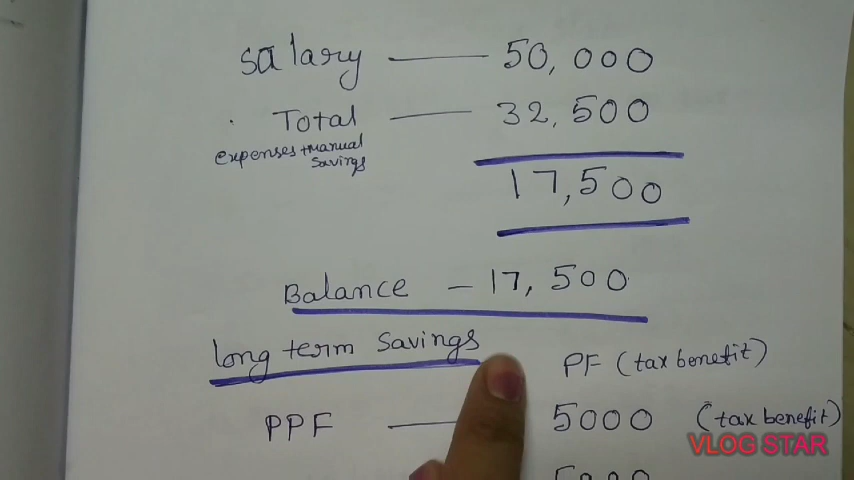 Salary —— 50,000
Total —— 32,500
expenses + manual
savings
17,500
Balance – 17,500
long term savings
PF (tax benefit)
PPF —— 5000 (tax benefit)
VLOG STAR